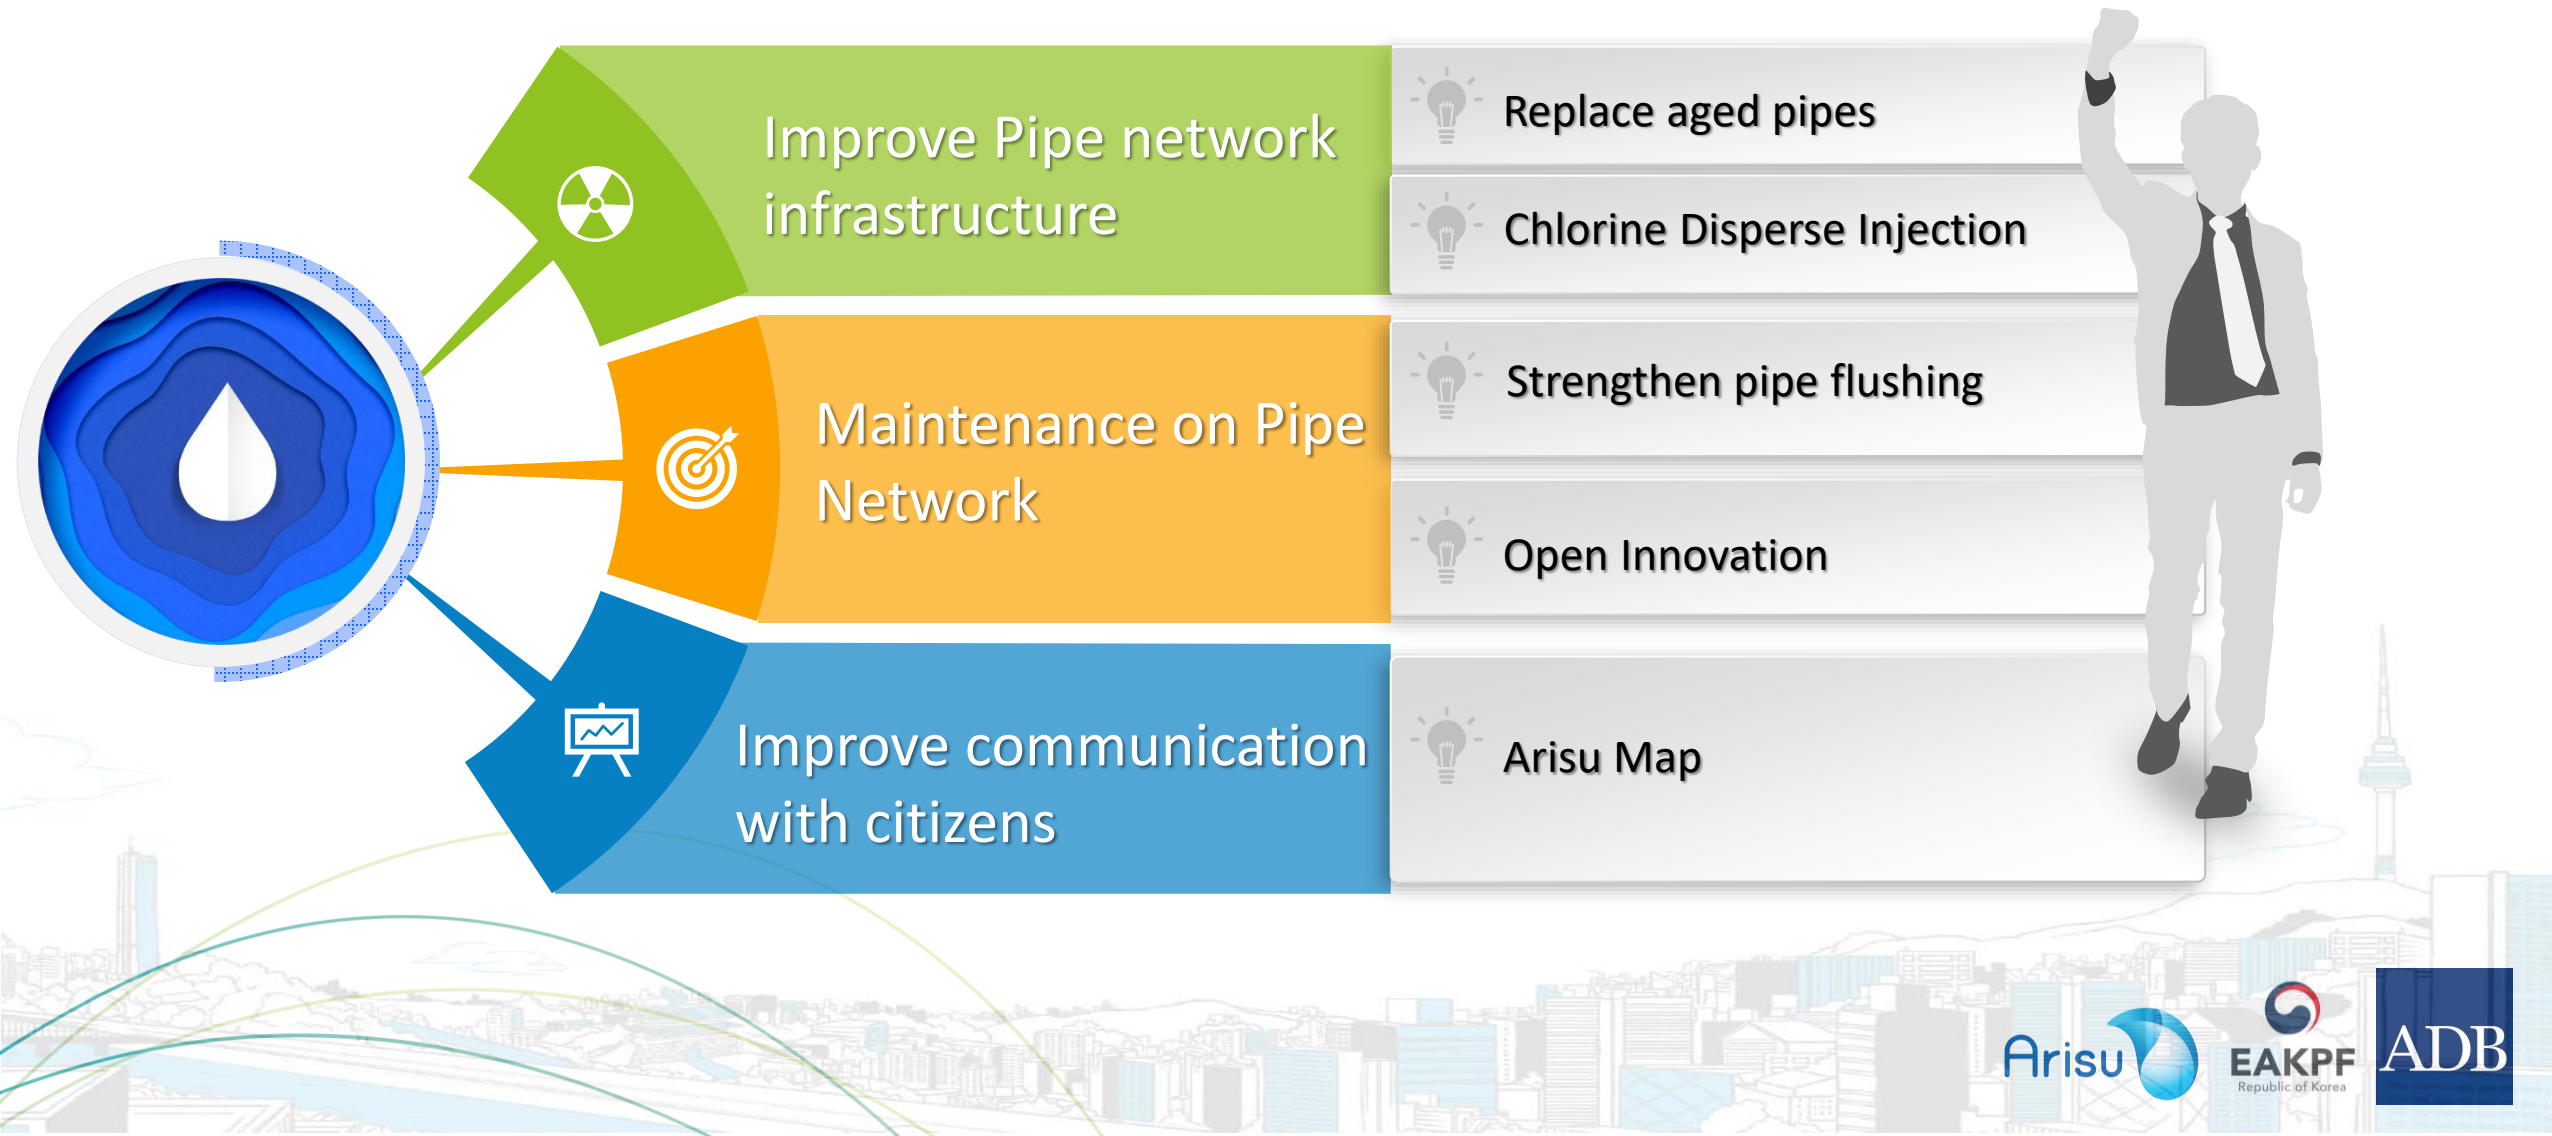 Improve Pipe network
infrastructure
Replace aged pipes
Chlorine Disperse Injection
Maintenance on Pipe
Network
Strengthen pipe flushing
Open Innovation
Improve communication
with citizens
Arisu Map
Arisu
EAKPF
Republic of Korea
ADB